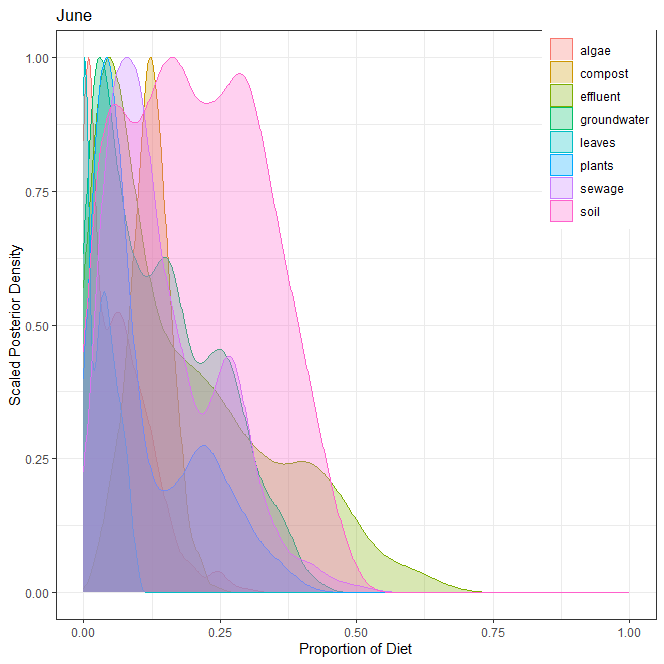 June
1.00
0.75
0.50
0.25
0.00
Scaled Posterior Density
0.00
0.25
0.50
0.75
1.00
Proportion of Diet
algae
compost
effluent
groundwater
leaves
plants
sewage
soil